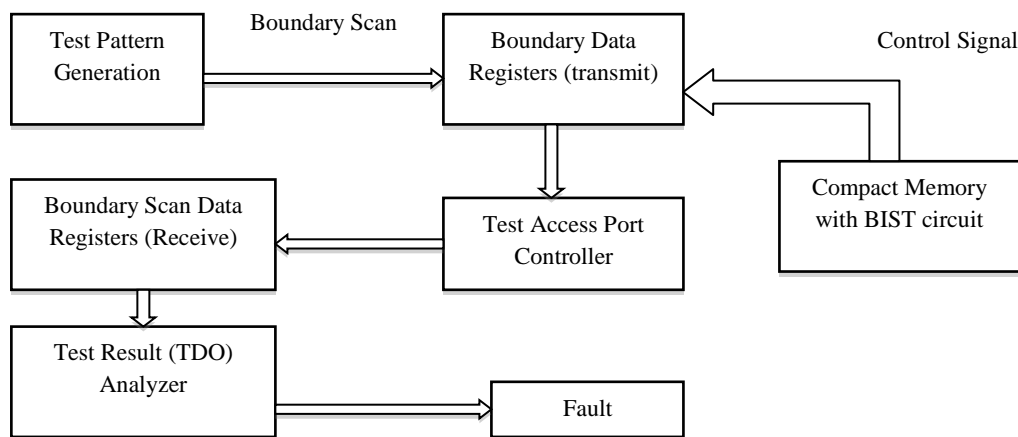 Boundary Scan
Test Pattern
Generation
Boundary Data
Registers (transmit)
Control Signal
Compact Memory
with BIST circuit
Boundary Scan Data
Registers (Receive)
Test Access Port
Controller
Test Result (TDO)
Analyzer
Fault